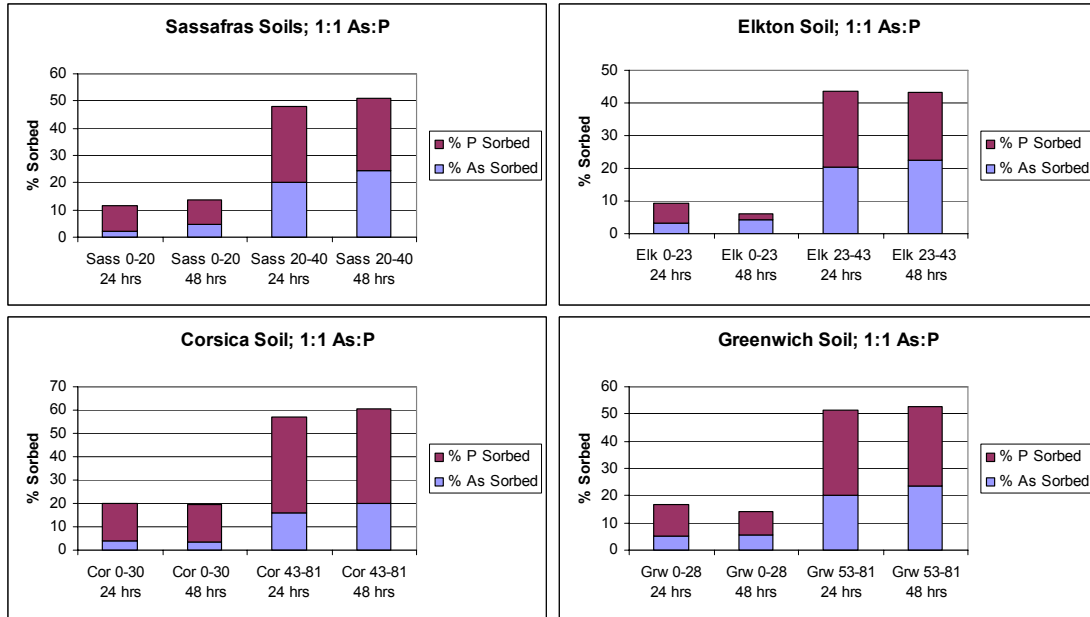 Sassafras Soils; 1:1 As:P
% Sorbed
60
50
40
30
20
10
0
Sass 0-20 Sass 0-20 Sass 20-40 Sass 20-40
24 hrs 48 hrs 24 hrs 48 hrs
% P Sorbed
% As Sorbed
Elkton Soil; 1:1 As:P
% Sorbed
50
40
30
20
10
0
Elk 0-23 Elk 0-23 Elk 23-43 Elk 23-43
24 hrs 48 hrs 24 hrs 48 hrs
% P Sorbed
% As Sorbed
Corsica Soil; 1:1 As:P
% Sorbed
70
60
50
40
30
20
10
0
Cor 0-30 Cor 0-30 Cor 43-81 Cor 43-81
24 hrs 48 hrs 24 hrs 48 hrs
% P Sorbed
% As Sorbed
Greenwich Soil; 1:1 As:P
% Sorbed
60
50
40
30
20
10
0
Grw 0-28 Grw 0-28 Grw 53-81 Grw 53-81
24 hrs 48 hrs 24 hrs 48 hrs
% P Sorbed
% As Sorbed